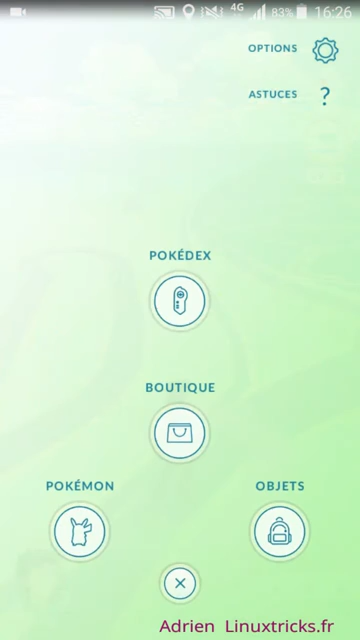 4G 83% 16:26
OPTIONS
ASTUCES ?
POKÉDEX
BOUTIQUE
POKÉMON OBJETS
Adrien Linuxtricks.fr